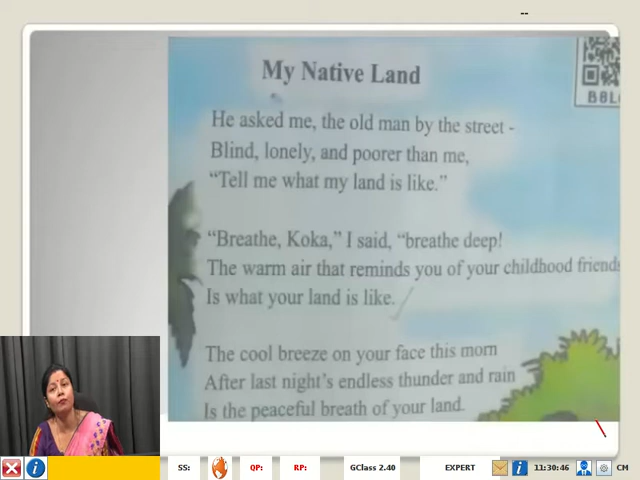 --
My Native Land
B8L
He asked me, the old man by the street -
Blind, lonely, and poorer than me,
“Tell me what my land is like.”
“Breathe, Koka,” I said, “breathe deep!
The warm air that reminds you of your childhood friends
Is what your land is like.
The cool breeze on your face this morn
After last night’s endless thunder and rain
Is the peaceful breath of your land.
SS: QP: RP: GClass 2.40 EXPERT 11:30:46 CM